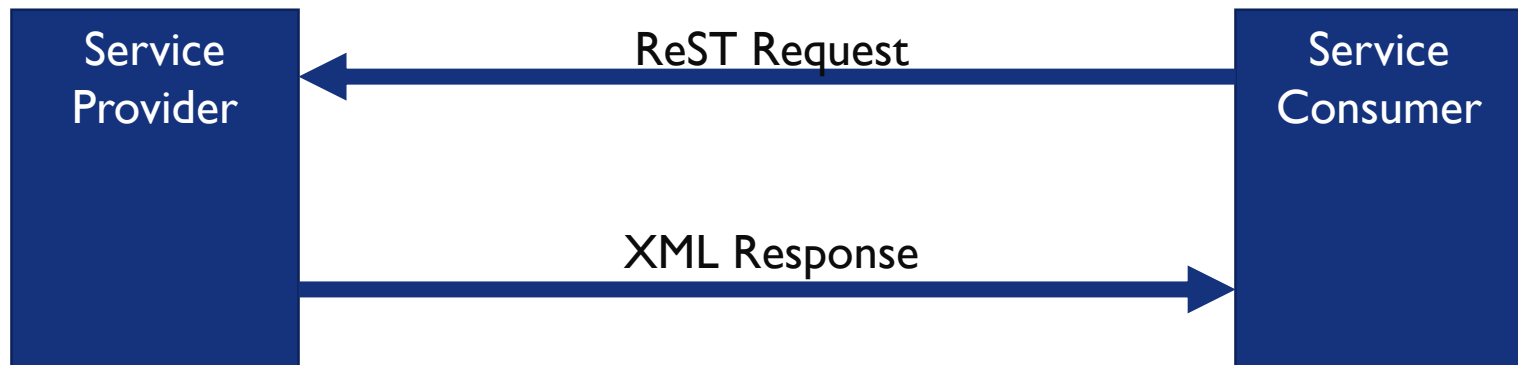 Service
Provider
ReST Request
Service
Consumer
XML Response